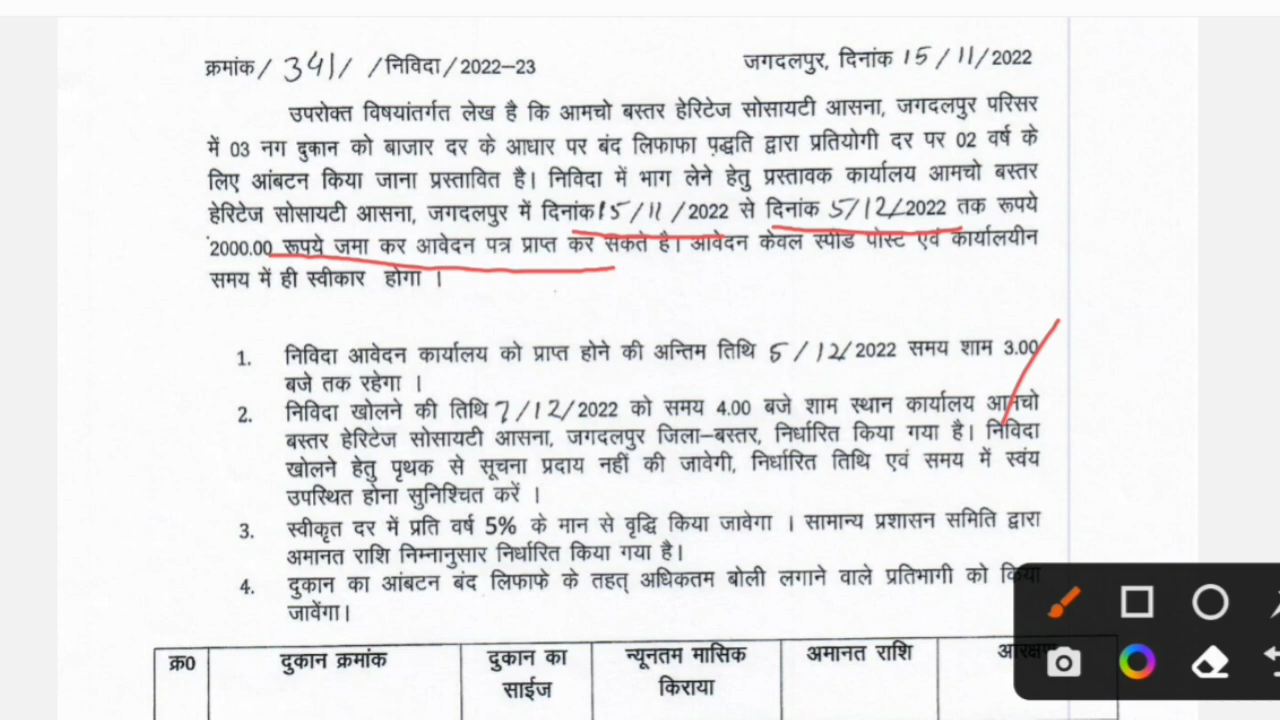 क्रमांक/ 341/ /निविदा/2022–23 जगदलपुर, दिनांक 15/11/2022
उपरोक्त विषयांतर्गत लेख है कि आमचो बस्तर हेरिटेज सोसायटी आसना, जगदलपुर परिसर
में 03 नग दुकान को बाजार दर के आधार पर बंद लिफाफा पद्धति द्वारा प्रतियोगी दर पर 02 वर्ष के
लिए आंबटन किया जाना प्रस्तावित है। निविदा में भाग लेने हेतु प्रस्तावक कार्यालय आमचो बस्तर
हेरिटेज सोसायटी आसना, जगदलपुर में दिनांक 15/11/2022 से दिनांक 5/12/2022 तक रूपये
2000.00 रूपये जमा कर आवेदन पत्र प्राप्त कर सकते है। आवेदन केवल स्पीड पोस्ट एवं कार्यालयीन
समय में ही स्वीकार होगा ।
1. निविदा आवेदन कार्यालय को प्राप्त होने की अन्तिम तिथि 5/12/2022 समय शाम 3.00
बजे तक रहेगा ।
2. निविदा खोलने की तिथि 7/12/2022 को समय 4.00 बजे शाम स्थान कार्यालय आमचो
बस्तर हेरिटेज सोसायटी आसना, जगदलपुर जिला–बस्तर, निर्धारित किया गया है। निविदा
खोलने हेतु पृथक से सूचना प्रदाय नहीं की जावेगी, निर्धारित तिथि एवं समय में स्वंय
उपस्थित होना सुनिश्चित करें ।
3. स्वीकृत दर में प्रति वर्ष 5% के मान से वृद्धि किया जावेगा । सामान्य प्रशासन समिति द्वारा
अमानत राशि निम्नानुसार निर्धारित किया गया है।
4. दुकान का आंबटन बंद लिफाफे के तहत् अधिकतम बोली लगाने वाले प्रतिभागी को किया
जावेंगा।
क्र0 दुकान क्रमांक दुकान का साईज न्यूनतम मासिक किराया अमानत राशि आरक्षण